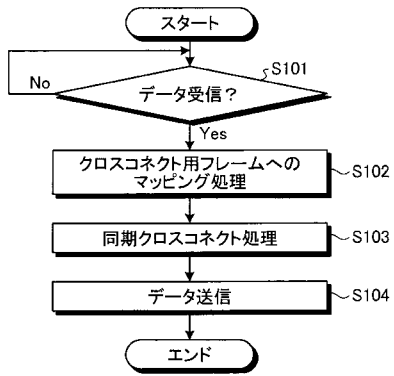 スタート
S101
No
データ受信？
Yes
クロスコネクト用フレームへの
マッピング処理
S102
同期クロスコネクト処理
S103
データ送信
S104
エンド